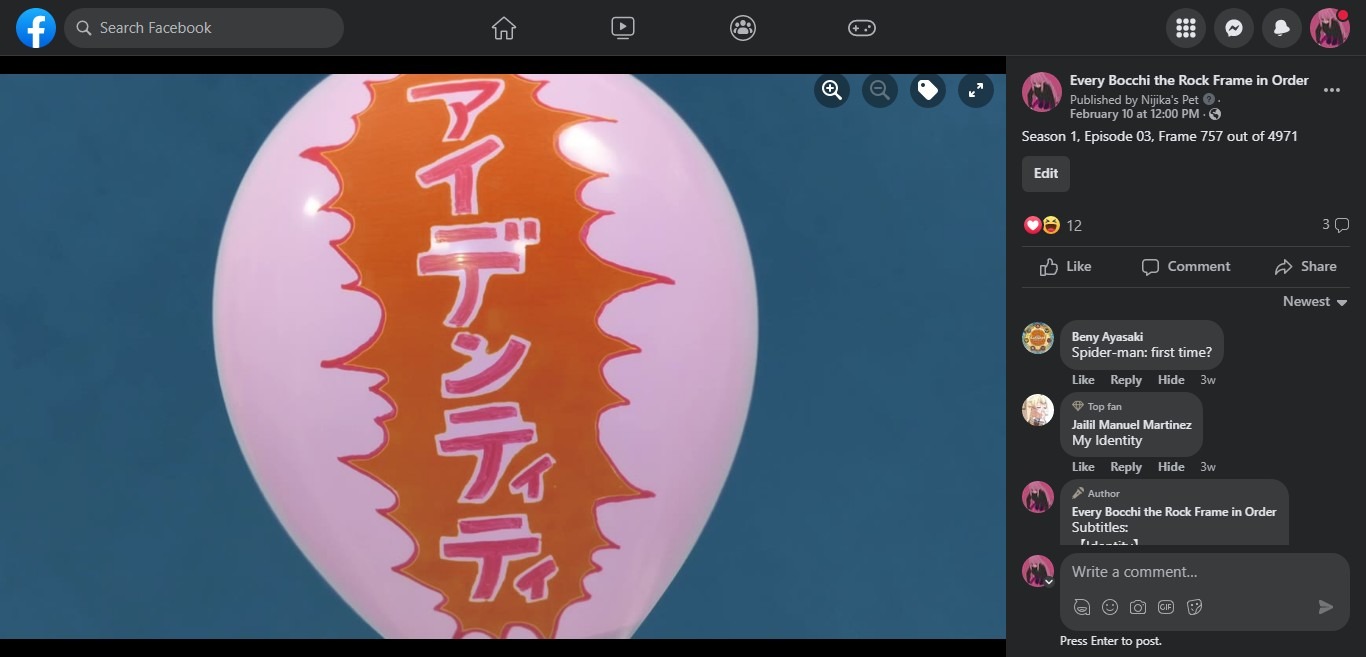 Search Facebook
アイデンティティ
Every Bocchi the Rock Frame in Order
Published by Nijika's Pet ·
February 10 at 12:00 PM ·
Season 1, Episode 03, Frame 757 out of 4971
Edit
12
3
Like Comment Share
Newest
Beny Ayasaki
Spider-man: first time?
Like Reply Hide 3w
Top fan
Jailil Manuel Martinez
My Identity
Like Reply Hide 3w
Author
Every Bocchi the Rock Frame in Order
Subtitles:
【Identity】
Write a comment...
GIF
Press Enter to post.